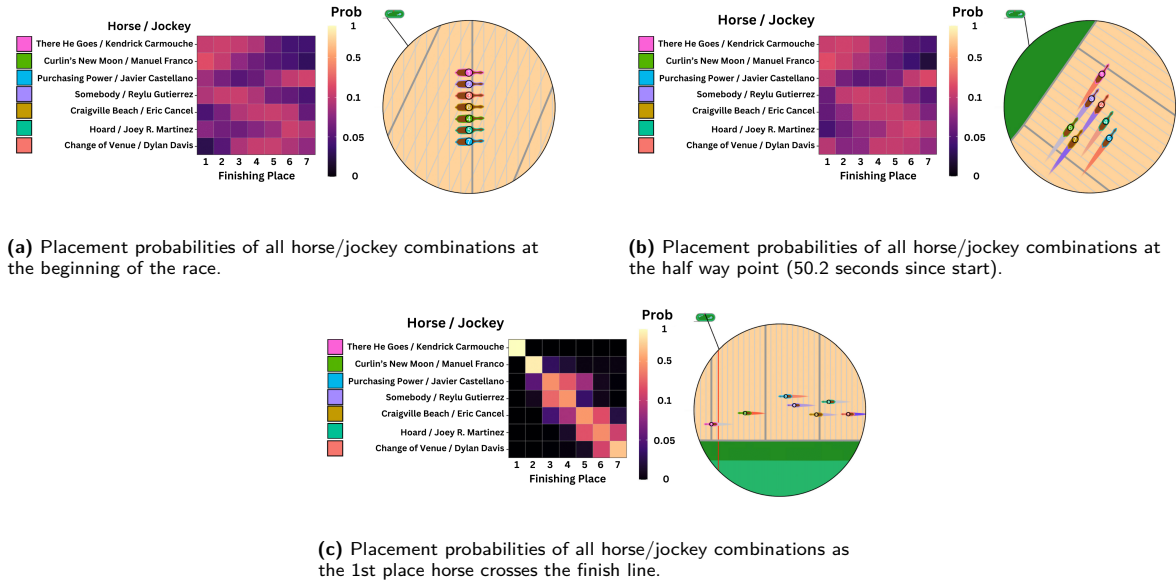 Horse / Jockey
Prob
There He Goes / Kendrick Carmouche
Curlin's New Moon / Manuel Franco
Purchasing Power / Javier Castellano
Somebody / Reylu Gutierrez
Craigville Beach / Eric Cancel
Hoard / Joey R. Martinez
Change of Venue / Dylan Davis
1 2 3 4 5 6 7
Finishing Place
1
0.5
0.1
0.05
0
(a) Placement probabilities of all horse/jockey combinations at
the beginning of the race.
Horse / Jockey
Prob
There He Goes / Kendrick Carmouche
Curlin's New Moon / Manuel Franco
Purchasing Power / Javier Castellano
Somebody / Reylu Gutierrez
Craigville Beach / Eric Cancel
Hoard / Joey R. Martinez
Change of Venue / Dylan Davis
1 2 3 4 5 6 7
Finishing Place
1
0.5
0.1
0.05
0
(b) Placement probabilities of all horse/jockey combinations at
the half way point (50.2 seconds since start).
Horse / Jockey
Prob
There He Goes / Kendrick Carmouche
Curlin's New Moon / Manuel Franco
Purchasing Power / Javier Castellano
Somebody / Reylu Gutierrez
Craigville Beach / Eric Cancel
Hoard / Joey R. Martinez
Change of Venue / Dylan Davis
1 2 3 4 5 6 7
Finishing Place
1
0.5
0.1
0.05
0
(c) Placement probabilities of all horse/jockey combinations as
the 1st place horse crosses the finish line.